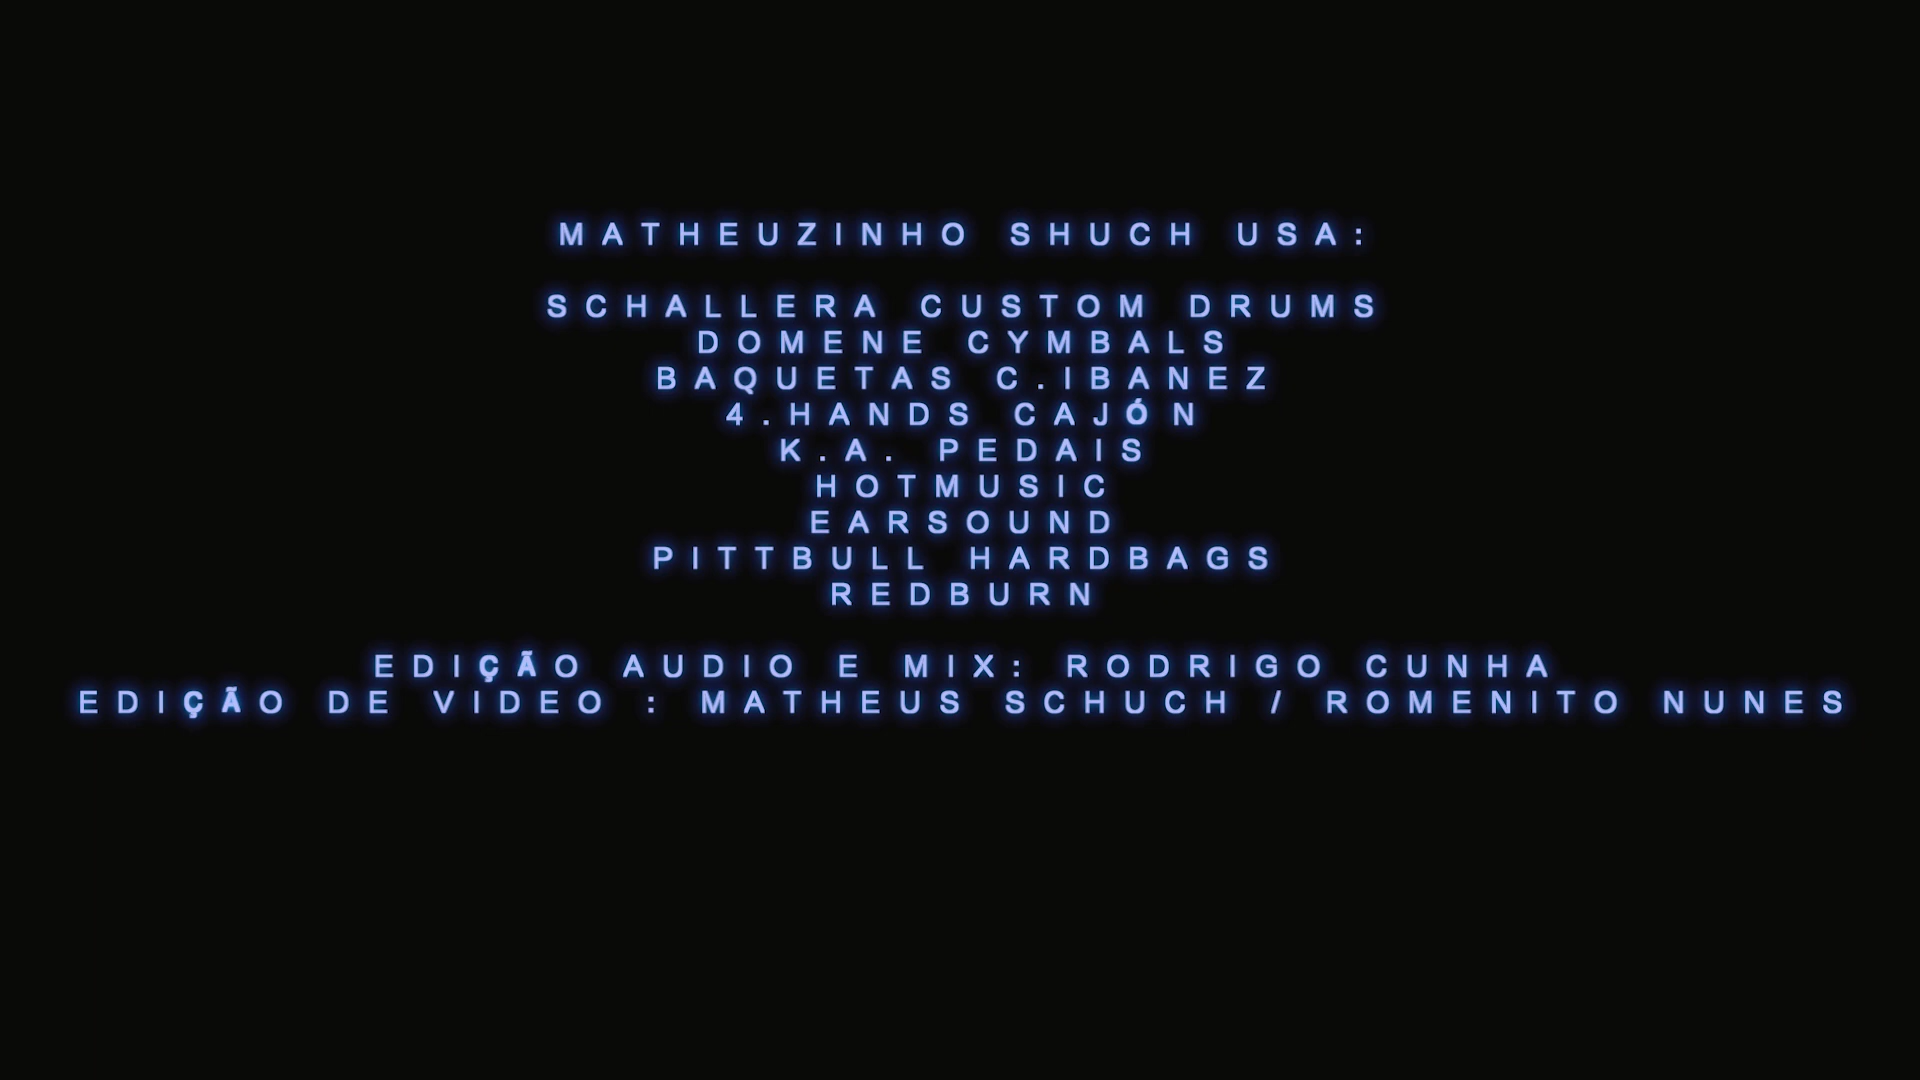 MATHEUZINHO SHUCH USA:
SCHALLERA CUSTOM DRUMS
DOMENE CYMBALS
BAQUETAS C.IBANEZ
4.HANDS CAJÓN
K.A. PEDAIS
HOTMUSIC
EARSOUND
PITTBULL HARDBAGS
REDBURN
EDIÇÃO AUDIO E MIX: RODRIGO CUNHA
EDIÇÃO DE VIDEO : MATHEUS SCHUCH / ROMENITO NUNES